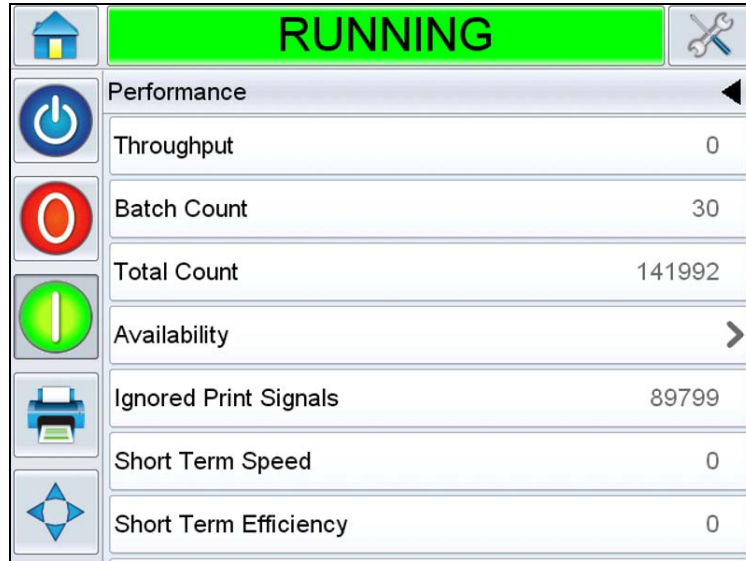 RUNNING
Performance
Throughput 0
Batch Count 30
Total Count 141992
Availability
Ignored Print Signals 89799
Short Term Speed 0
Short Term Efficiency 0